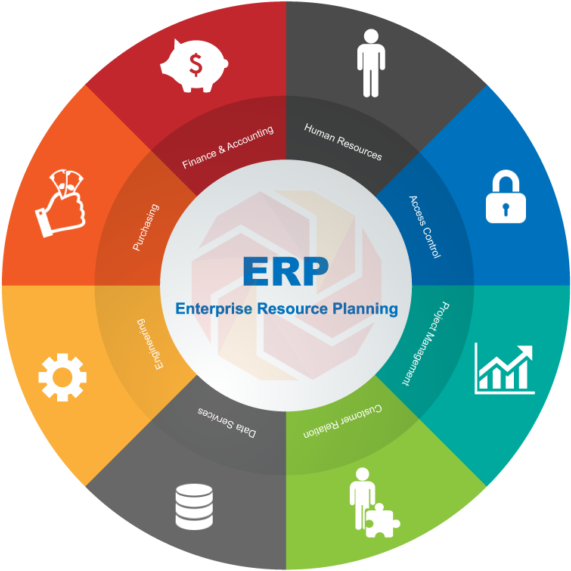 ERP
Enterprise Resource Planning
Human Resources
Access Control
Project Management
Customer Relation
Data Services
Engineering
Purchasing
Finance & Accounting
$